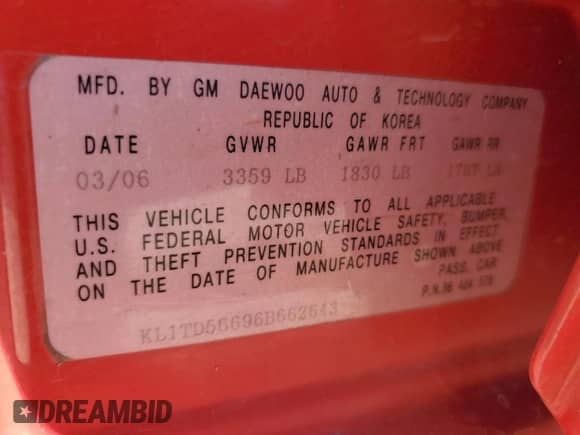 MFD. BY GM DAEWOO AUTO & TECHNOLOGY COMPANY
REPUBLIC OF KOREA
DATE GVWR GAWR FRT GAWR RR
03/06 3359 LB 1830 LB LB
THIS VEHICLE CONFORMS TO ALL APPLICABLE
U.S. FEDERAL MOTOR VEHICLE SAFETY, BUMPER,
AND THEFT PREVENTION STANDARDS IN EFFECT
ON THE DATE OF MANUFACTURE SHOWN ABOVE
PASS. CAR
P.N.96
DREAMBID